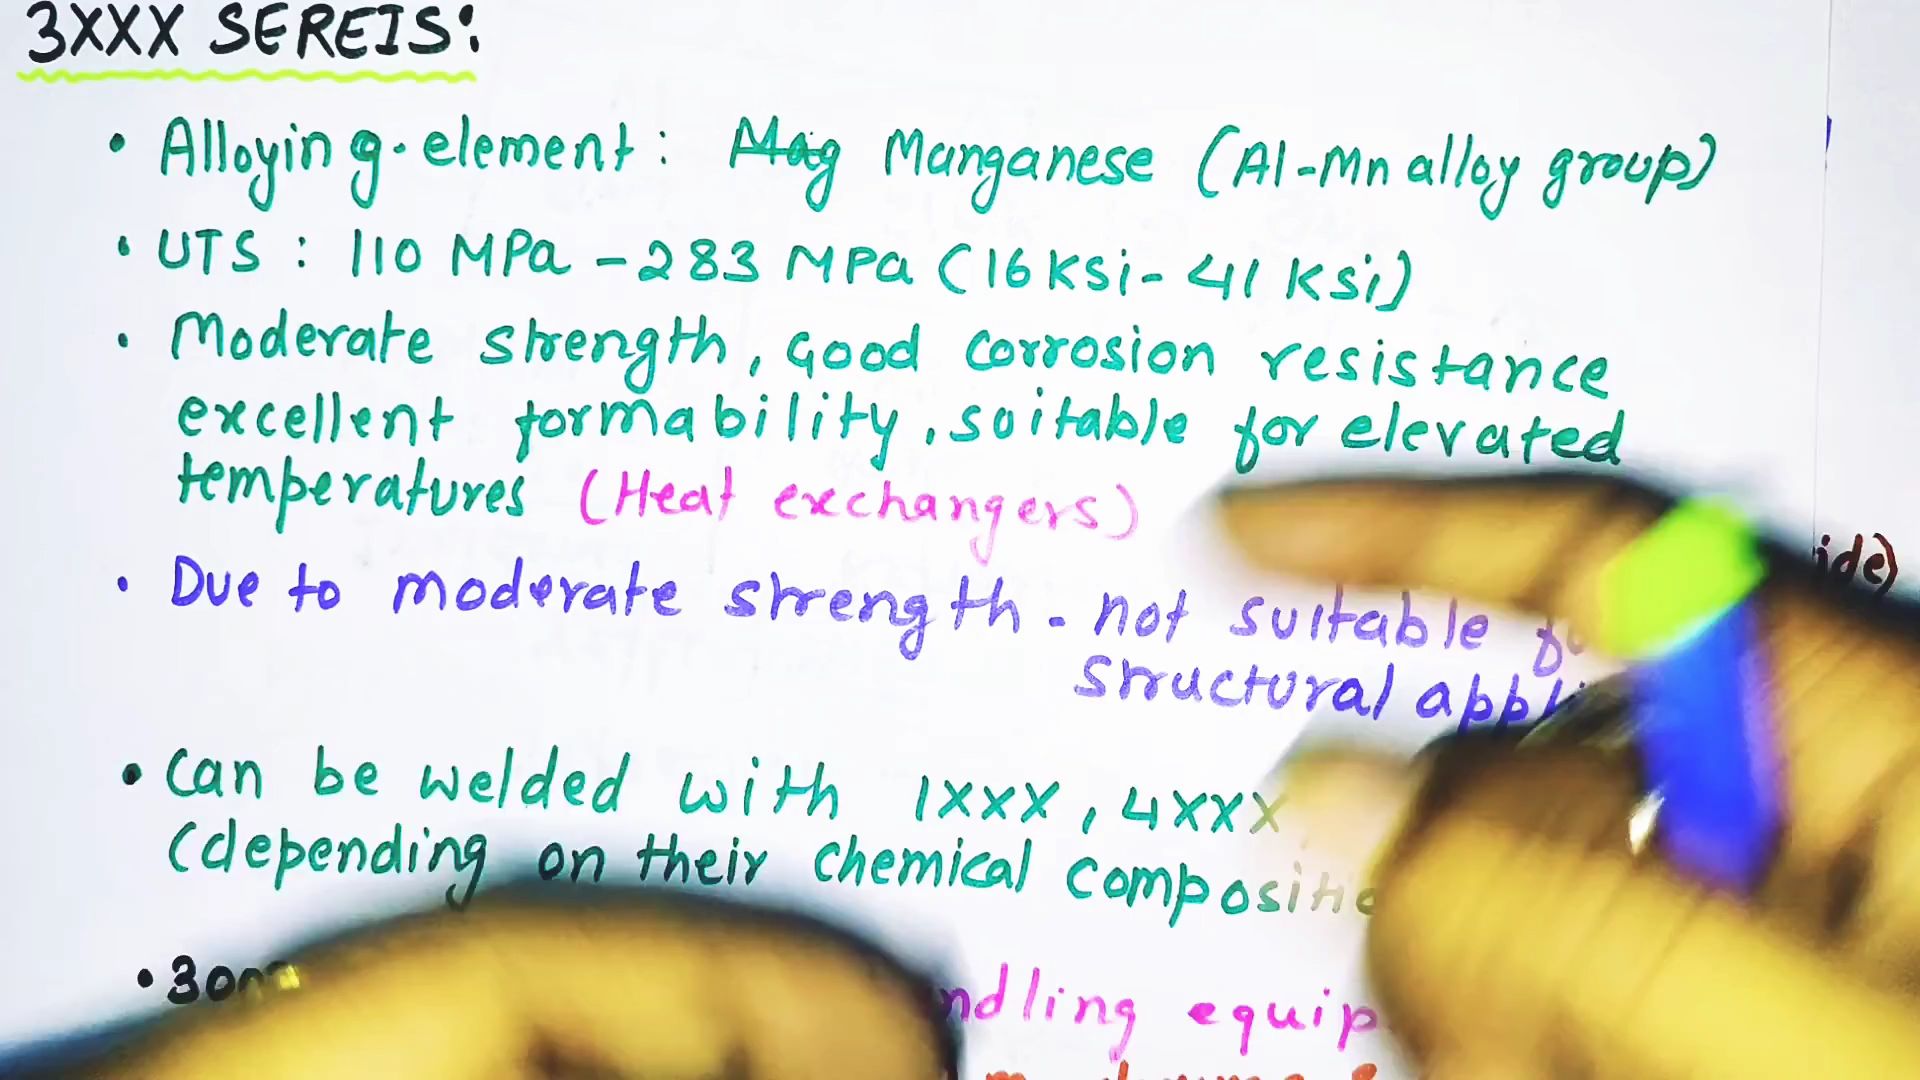 3XXX SEREIS:
• Alloying. element: Mag Manganese (Al-Mn alloy group)
• UTS : 110 MPa - 283 MPa (16 Ksi - 41 Ksi)
• Moderate strength, Good corrosion resistance
excellent formability, suitable for elevated
temperatures (Heat exchangers)
• Due to moderate strength - not suitable
structural
• Can be welded with 1XXX, 4XXX
(depending on their chemical
•